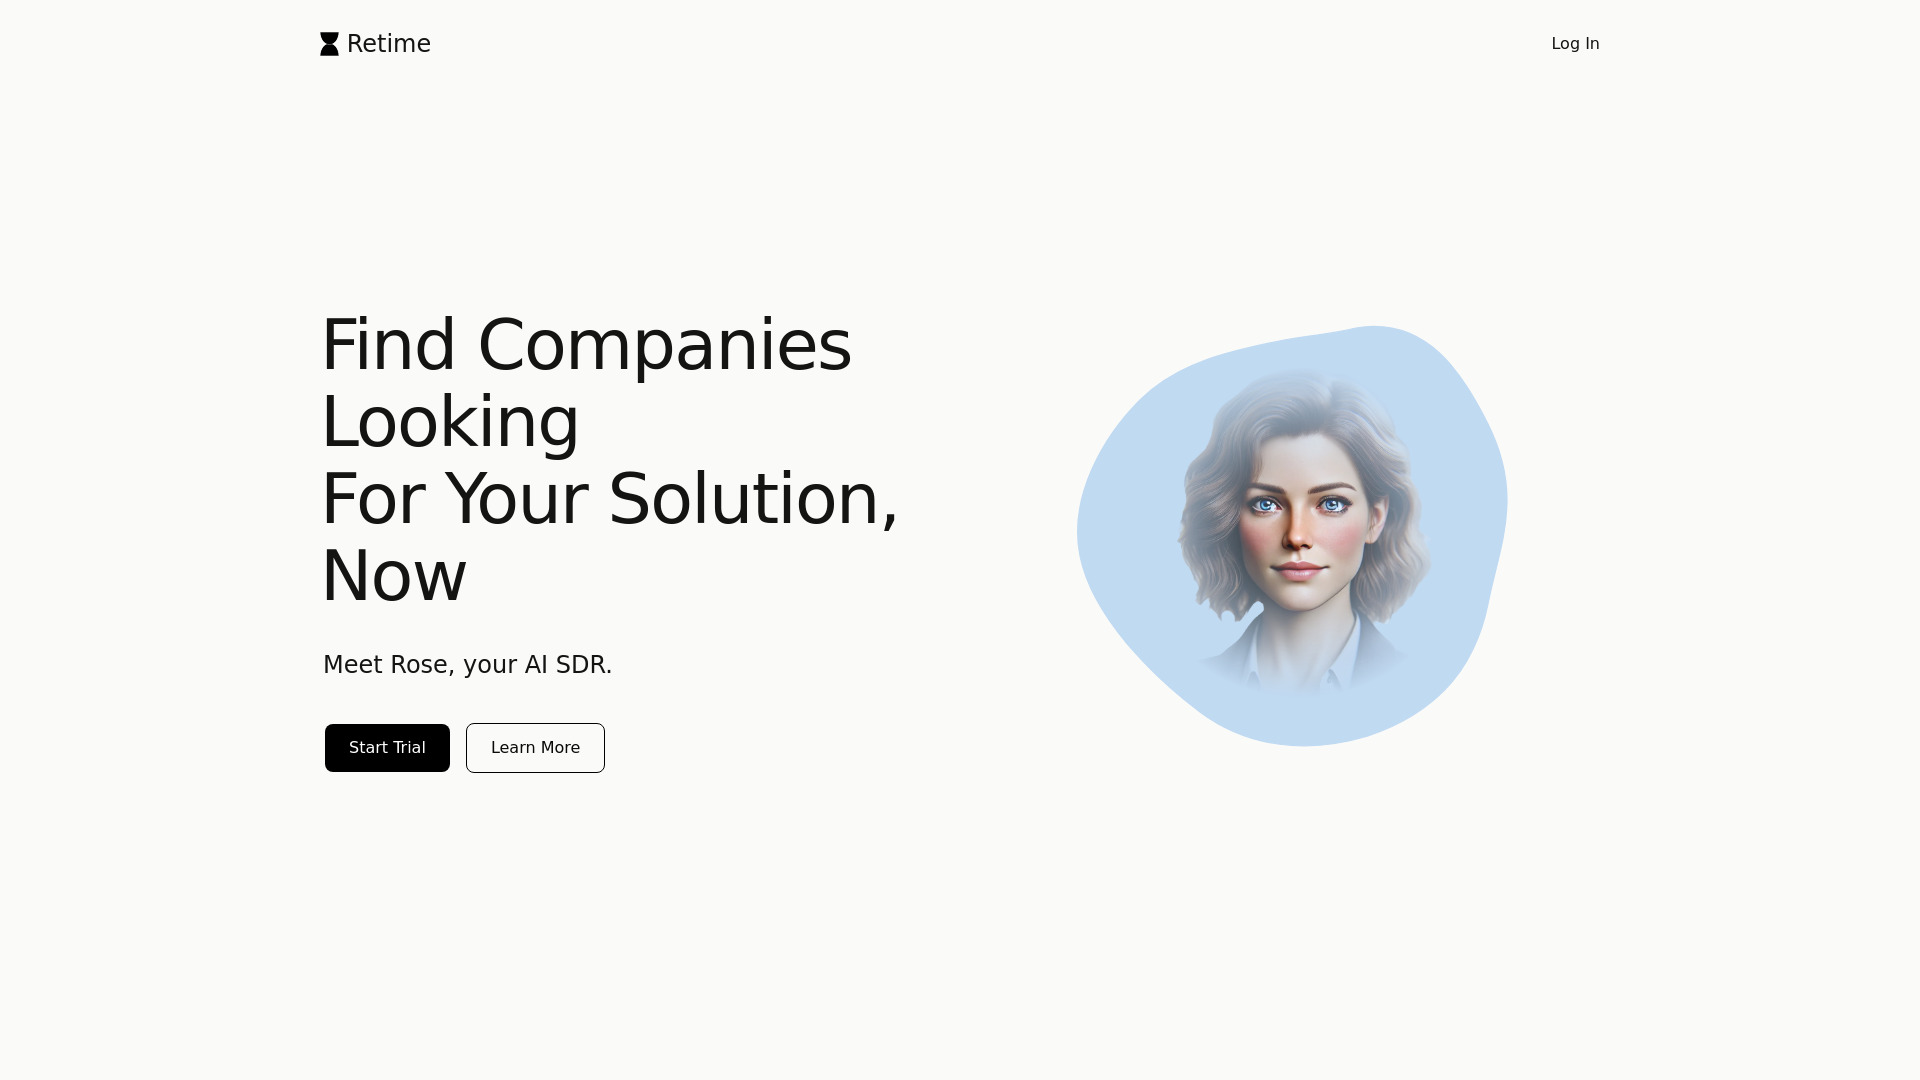 Retime
Log In
Find Companies
Looking
For Your Solution,
Now
Meet Rose, your AI SDR.
Start Trial
Learn More